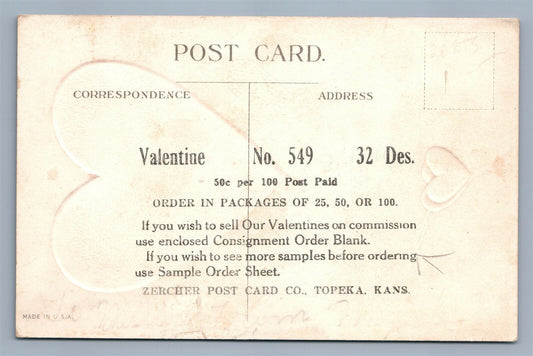 POST CARD.
CORRESPONDENCE ADDRESS
Valentine No. 549 32 Des.
50c per 100 Post Paid
ORDER IN PACKAGES OF 25, 50, OR 100.
If you wish to sell Our Valentines on commission
use enclosed Consignment Order Blank.
If you wish to see more samples before ordering
use Sample Order Sheet.
ZERCHER POST CARD CO., TOPEKA, KANS.
MADE IN U.S.A.